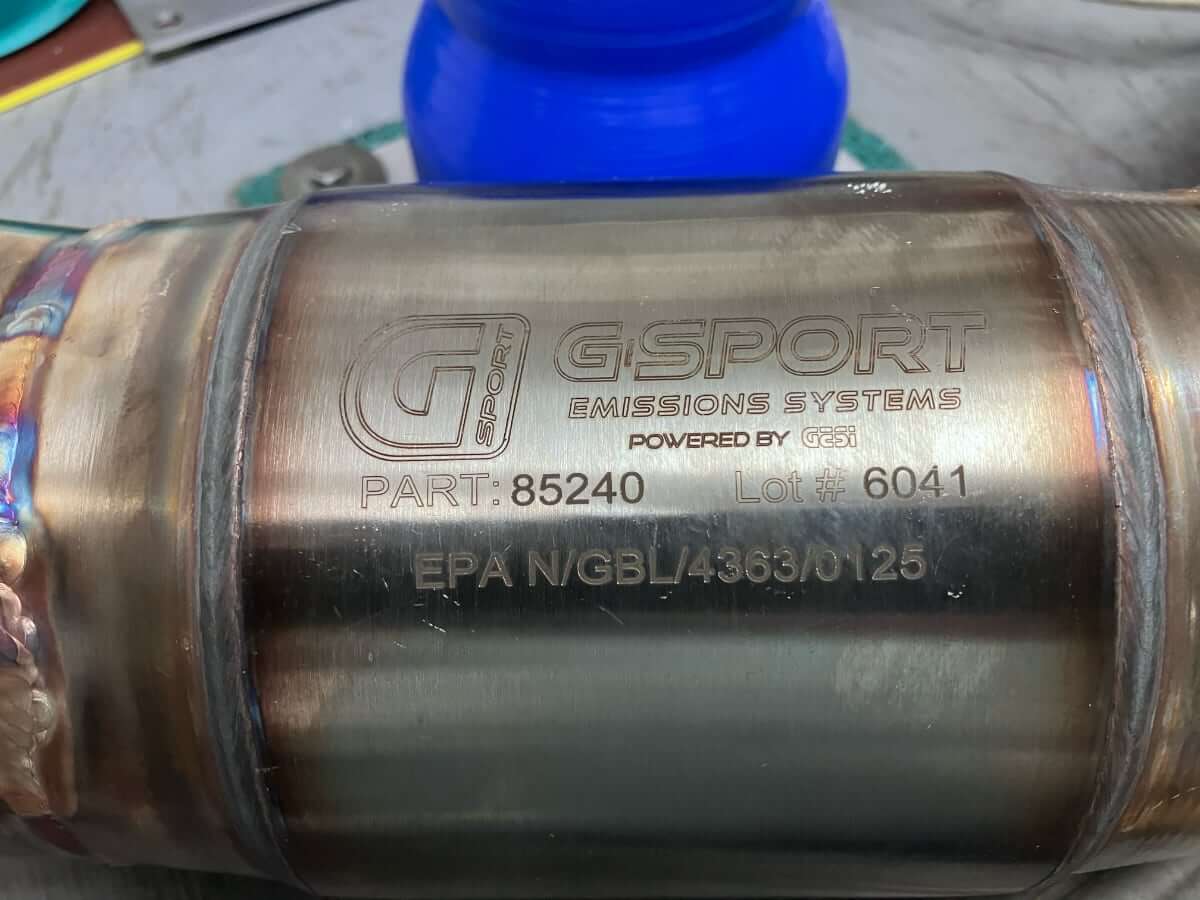 G SPORT
G-SPORT
EMISSIONS SYSTEMS
POWERED BY GESi
PART: 85240 Lot # 6041
EPA N/GBL/4363/0125